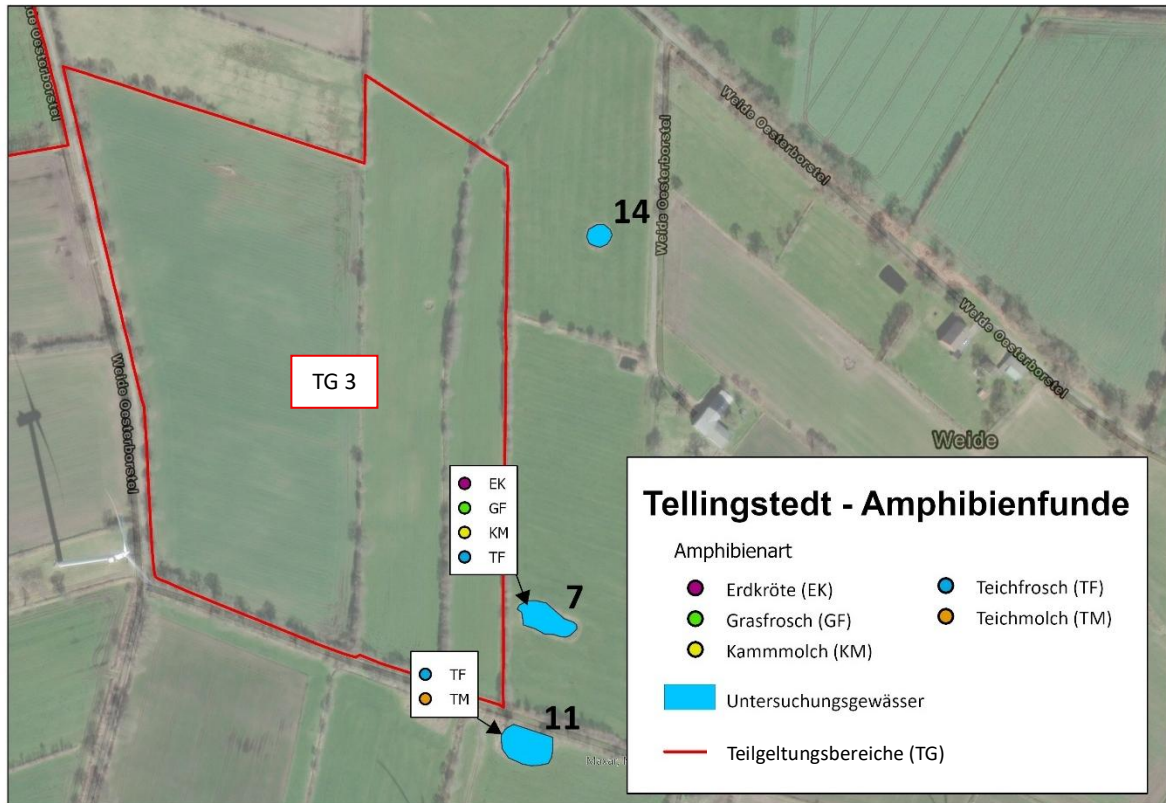 Weide Oesterborstel
Weide Oesterborstel
14
Weide Oesterborstel
Weide Oesterborstel
Weide Oesterborstel
TG 3
Weide
EK
GF
KM
TF
7
TF
TM
11
Tellingstedt - Amphibienfunde
Amphibienart
Erdkröte (EK)
Grasfrosch (GF)
Kammmolch (KM)
Teichfrosch (TF)
Teichmolch (TM)
Untersuchungsgewässer
Teilgeltungsbereiche (TG)